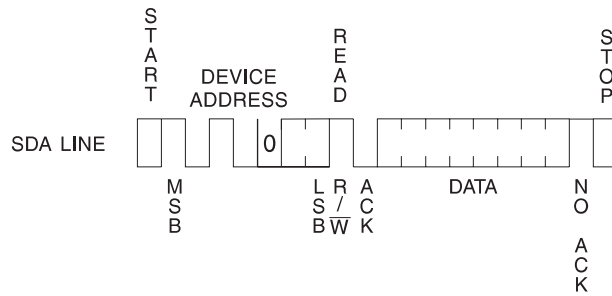 START
READ
STOP
DEVICE
ADDRESS
SDA LINE
0
MSB
LSB
R/W
ACK
DATA
NO ACK